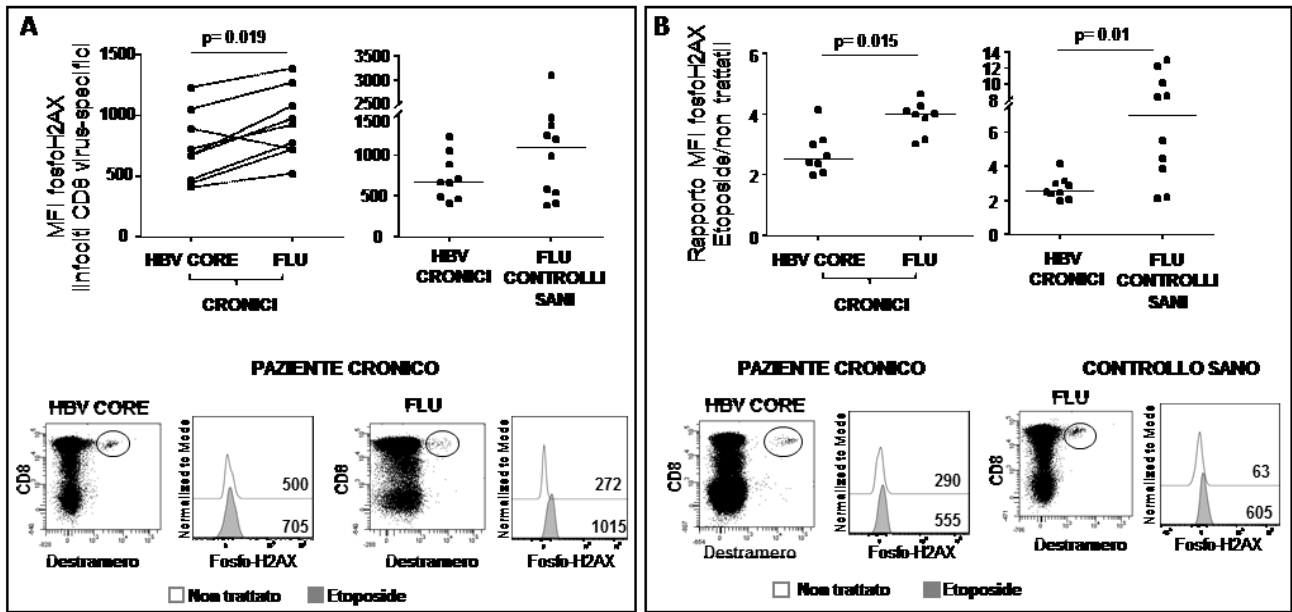 A
MFI fosfoH2AX
linfociti CD8 virus-specifici
1500
1000
500
0
p= 0.019
HBV CORE FLU
CRONICI
3500
3000
2500
1500
1000
500
0
HBV
CRONICI
FLU
CONTROLLI
SANI
PAZIENTE CRONICO
HBV CORE
CD8
Destramero
Normalized to Mode
500
705
Fosfo-H2AX
FLU
CD8
Destramero
Normalized to Mode
272
1015
Fosfo-H2AX
Non trattato Etoposide
B
Rapporto MFI fosfoH2AX
Etoposide/non trattati
6
4
2
0
p= 0.015
HBV CORE FLU
CRONICI
14
12
10
8
6
4
2
0
p= 0.01
HBV
CRONICI
FLU
CONTROLLI
SANI
PAZIENTE CRONICO
CONTROLLO SANO
HBV CORE
CD8
Destramero
Normalized to Mode
290
555
Fosfo-H2AX
FLU
CD8
Destramero
Normalized to Mode
63
605
Fosfo-H2AX
Non trattato Etoposide